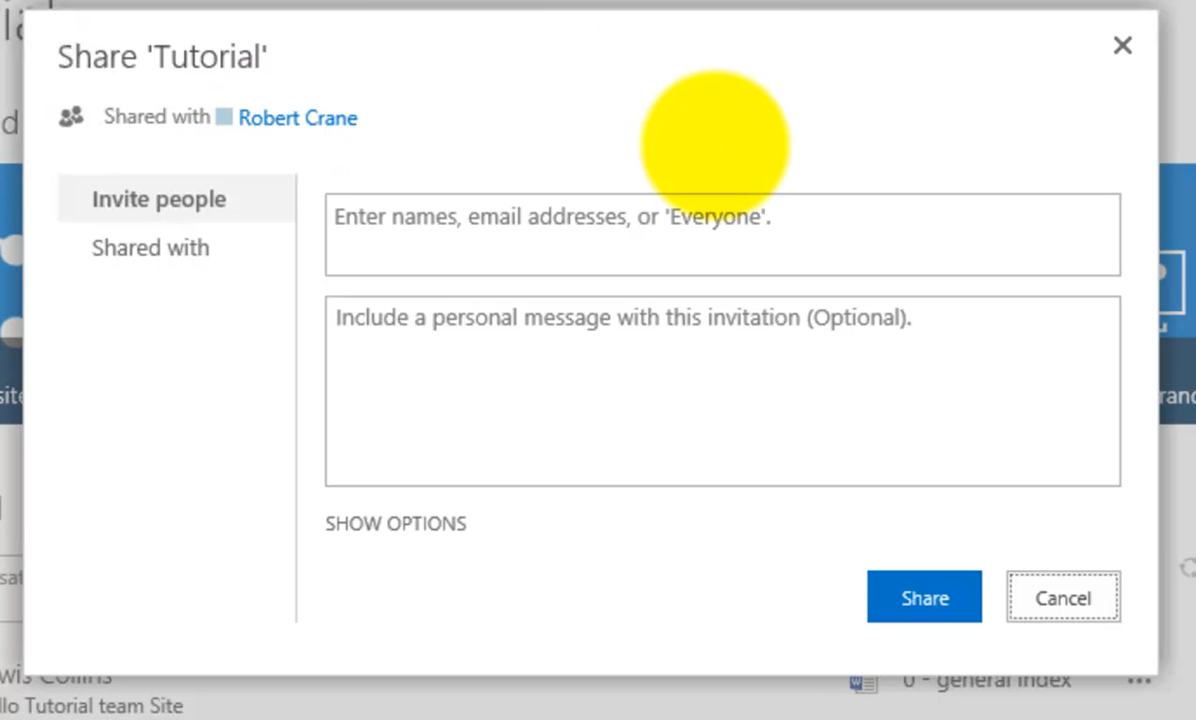 Share 'Tutorial'
Shared with Robert Crane
Invite people
Shared with
Enter names, email addresses, or 'Everyone'.
Include a personal message with this invitation (Optional).
SHOW OPTIONS
Share
Cancel
0 - general index
Tutorial team Site